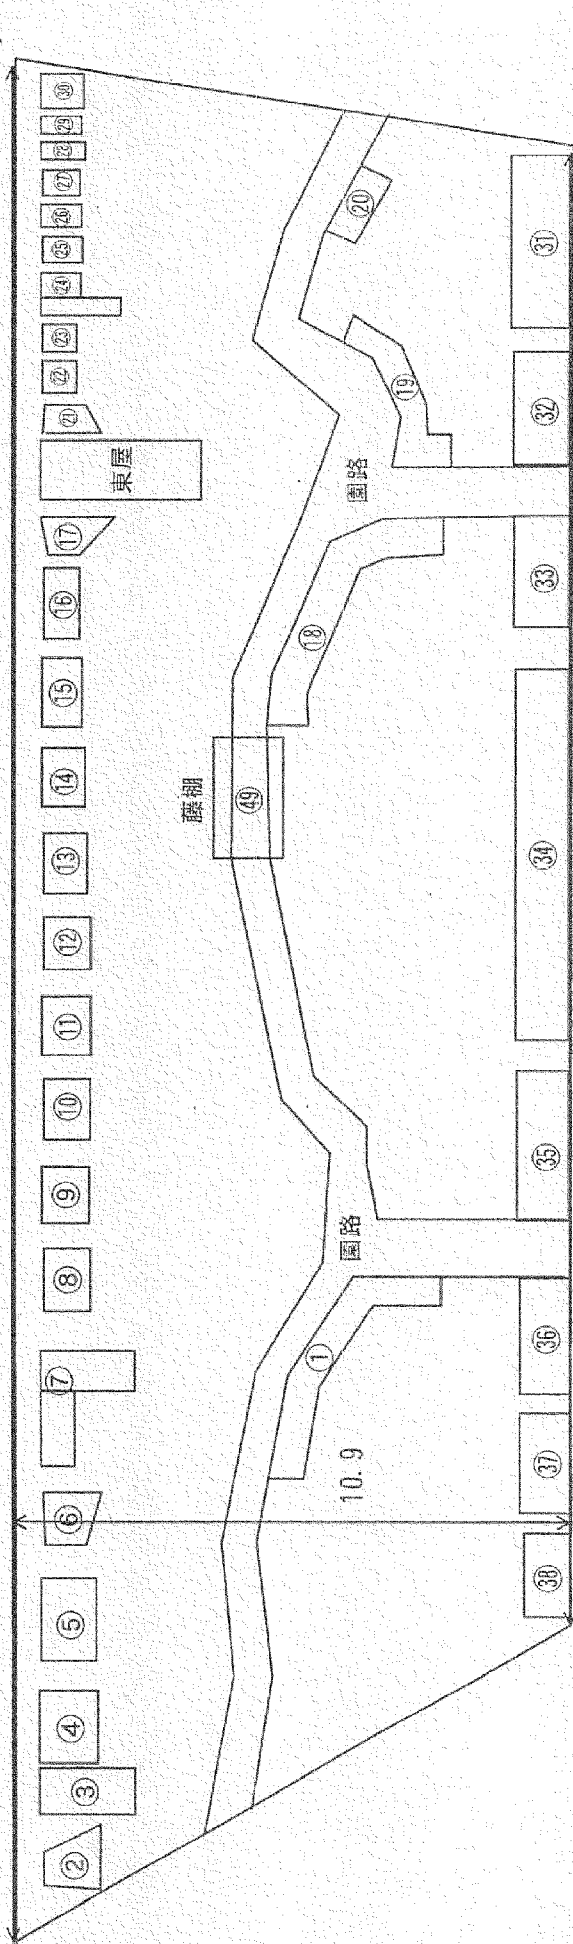 ② ③ ④ ⑤ ⑥ ⑦ ⑧ ⑨ ⑩ ⑪ ⑫ ⑬ ⑭ ⑮ ⑯ ⑰ 東屋 ㉑ ㉒ ㉓ ㉔ ㉕ ㉖ ㉗ ㉘ ㉙ ㉚
藤棚
㊾
① 園路 ⑱ 園路 ⑲ ⑳
10.9
㊳ ㊲ ㊱ ㉟ ㉞ ㉝ ㉜ ㉛